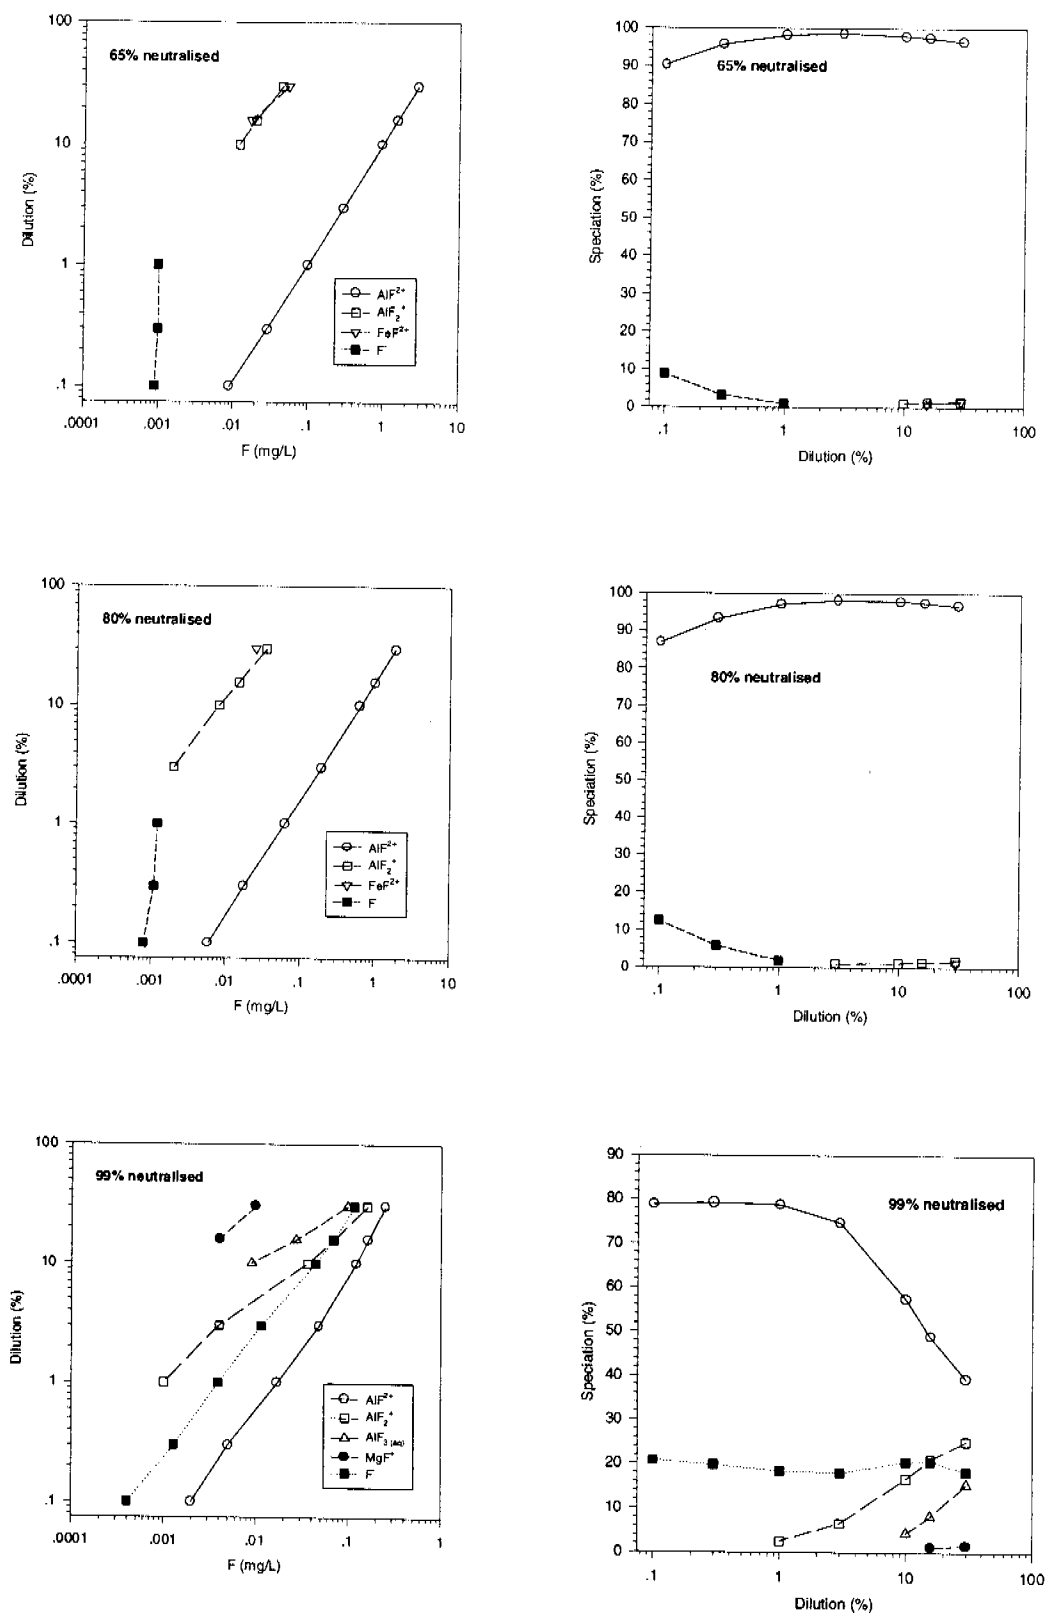 100
65% neutralised
10
1
.1
Dilution (%)
.0001 .001 .01 .1 1 10
F (mg/L)
AlF2+
AlF2+
FeF2+
F-
100
90
80
70
60
50
40
30
20
10
0
Speciation (%)
65% neutralised
.1 1 10 100
Dilution (%)
100
80% neutralised
10
1
.1
Dilution (%)
.0001 .001 .01 .1 1 10
F (mg/L)
AlF2+
AlF2+
FeF2+
F
100
90
80
70
60
50
40
30
20
10
0
Speciation (%)
80% neutralised
.1 1 10 100
Dilution (%)
100
99% neutralised
10
1
.1
Dilution (%)
.0001 .001 .01 .1 1
F (mg/L)
AlF2+
AlF2+
AlF3 (aq)
MgF+
F
90
80
70
60
50
40
30
20
10
0
Speciation (%)
99% neutralised
.1 1 10 100
Dilution (%)